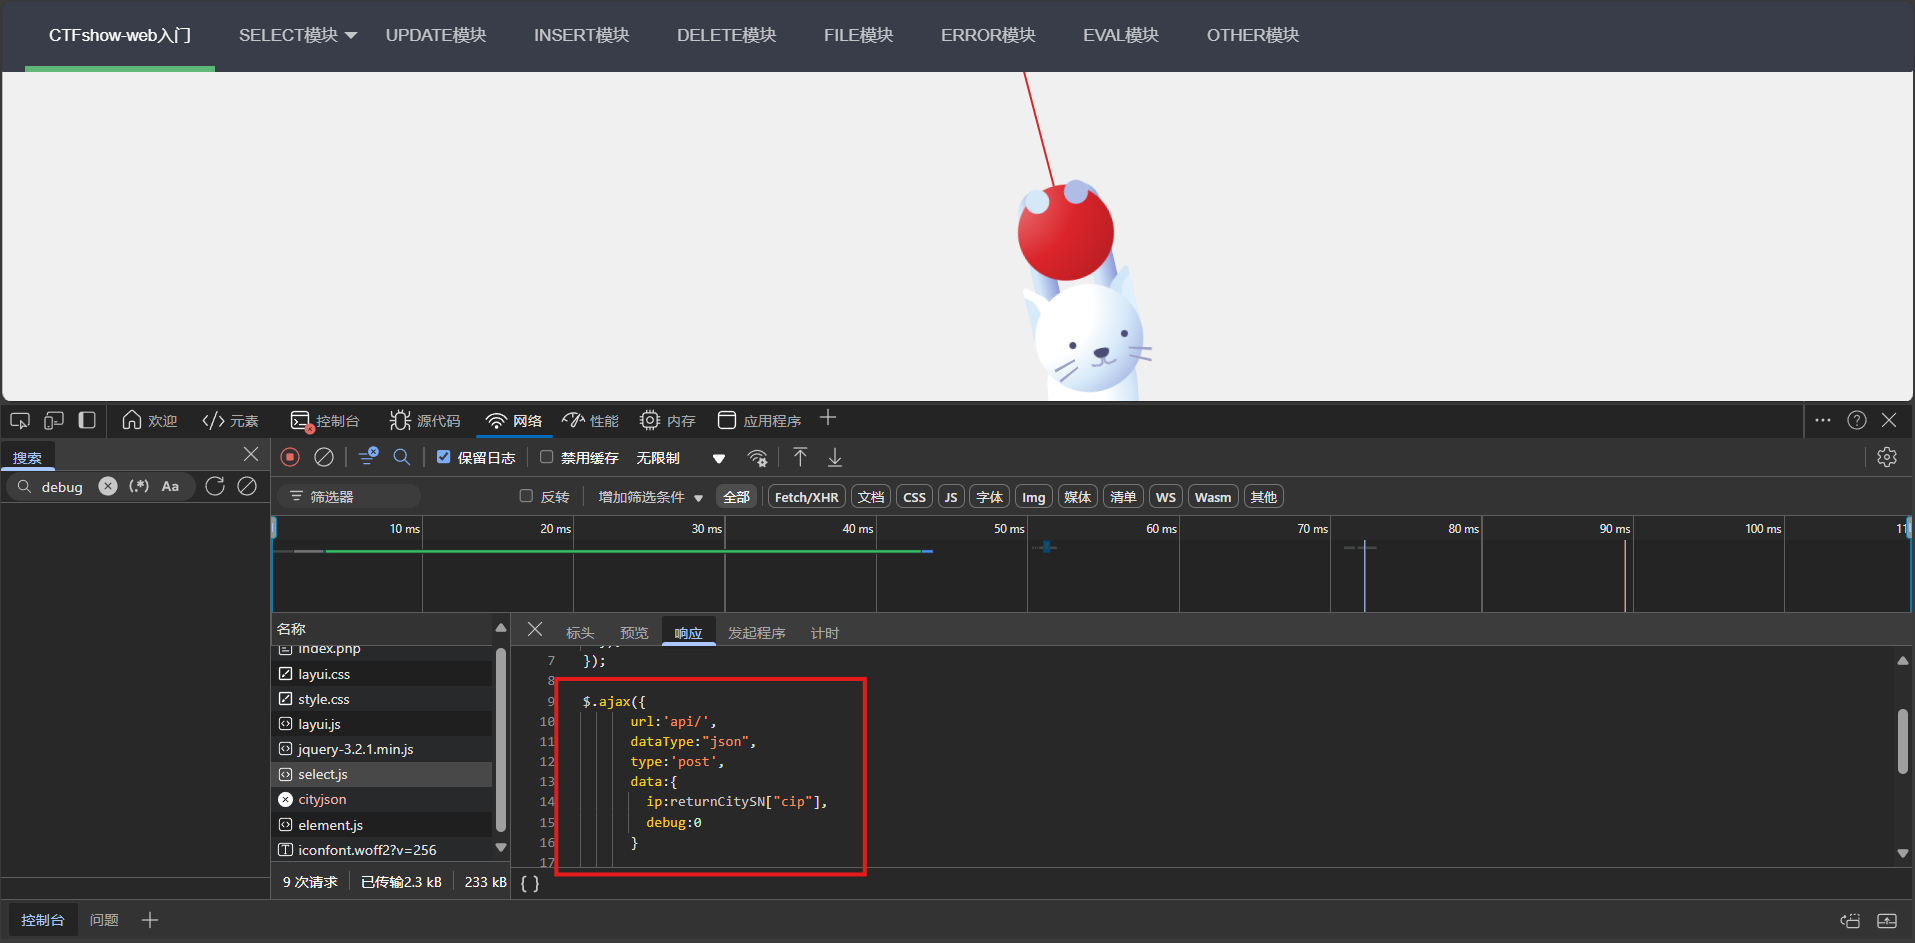 CTFshow-web入门 SELECT模块 UPDATE模块 INSERT模块 DELETE模块 FILE模块 ERROR模块 EVAL模块 OTHER模块
欢迎 元素 控制台 源代码 网络 性能 内存 应用程序
搜索
保留日志 禁用缓存 无限制
debug (.*) Aa
筛选器 反转 增加筛选条件 全部 Fetch/XHR 文档 CSS JS 字体 Img 媒体 清单 WS Wasm 其他
10 ms 20 ms 30 ms 40 ms 50 ms 60 ms 70 ms 80 ms 90 ms 100 ms
名称
标头 预览 响应 发起程序 计时
index.php
layui.css
style.css
layui.js
jquery-3.2.1.min.js
select.js
cityjson
element.js
iconfont.woff2?v=256
7 });
8
9 $.ajax({
10 url:'api/',
11 dataType:"json",
12 type:'post',
13 data:{
14 ip:returnCitySN["cip"],
15 debug:0
16 }
17
9 次请求 已传输2.3 kB 233 kB { }
控制台 问题